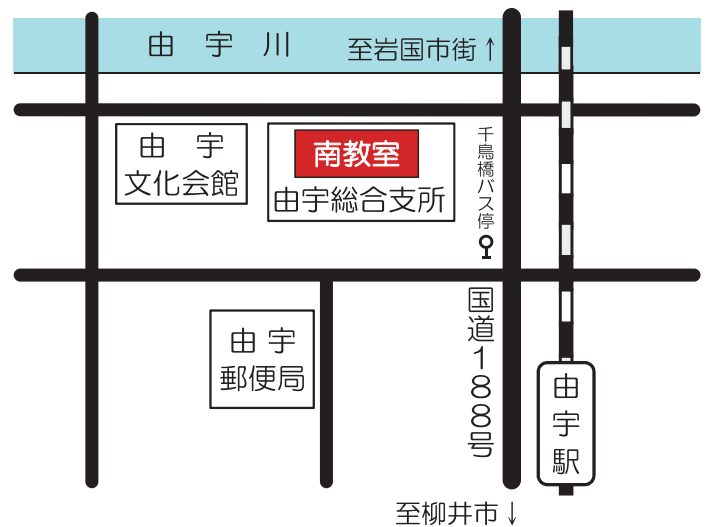 由宇川
至岩国市街↑
由宇
文化会館
南教室
由宇総合支所
千鳥橋バス停
由宇
郵便局
国道188号
由宇駅
至柳井市↓